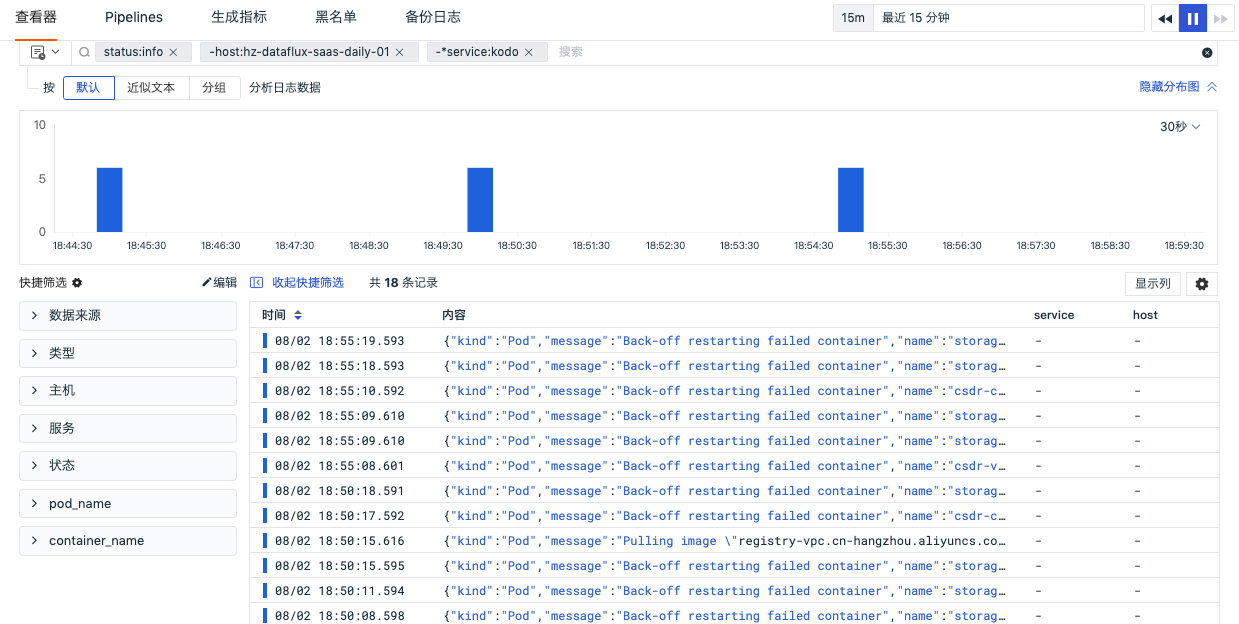 查看器 Pipelines 生成指标 黑名单 备份日志 15m 最近 15 分钟
status:info -host:hz-dataflux-saas-daily-01 -*service:kodo 搜索
按 默认 近似文本 分组 分析日志数据 隐藏分布图
30秒
10
5
0
18:44:30 18:45:30 18:46:30 18:47:30 18:48:30 18:49:30 18:50:30 18:51:30 18:52:30 18:53:30 18:54:30 18:55:30 18:56:30 18:57:30 18:58:30 18:59:30
快捷筛选 编辑 收起快捷筛选 共 18 条记录 显示列
数据来源
类型
主机
服务
状态
pod_name
container_name
时间 内容 service host
08/02 18:55:19.593 {"kind":"Pod","message":"Back-off restarting failed container","name":"storag… - -
08/02 18:55:18.593 {"kind":"Pod","message":"Back-off restarting failed container","name":"storag… - -
08/02 18:55:10.592 {"kind":"Pod","message":"Back-off restarting failed container","name":"csdr-c… - -
08/02 18:55:09.610 {"kind":"Pod","message":"Back-off restarting failed container","name":"storag… - -
08/02 18:55:09.610 {"kind":"Pod","message":"Back-off restarting failed container","name":"storag… - -
08/02 18:55:08.601 {"kind":"Pod","message":"Back-off restarting failed container","name":"csdr-v… - -
08/02 18:50:18.591 {"kind":"Pod","message":"Back-off restarting failed container","name":"storag… - -
08/02 18:50:17.592 {"kind":"Pod","message":"Back-off restarting failed container","name":"csdr-c… - -
08/02 18:50:15.616 {"kind":"Pod","message":"Pulling image \"registry-vpc.cn-hangzhou.aliyuncs.co… - -
08/02 18:50:15.595 {"kind":"Pod","message":"Back-off restarting failed container","name":"storag… - -
08/02 18:50:11.594 {"kind":"Pod","message":"Back-off restarting failed container","name":"storag… - -
08/02 18:50:08.598 {"kind":"Pod","message":"Back-off restarting failed container","name":"storag… - -